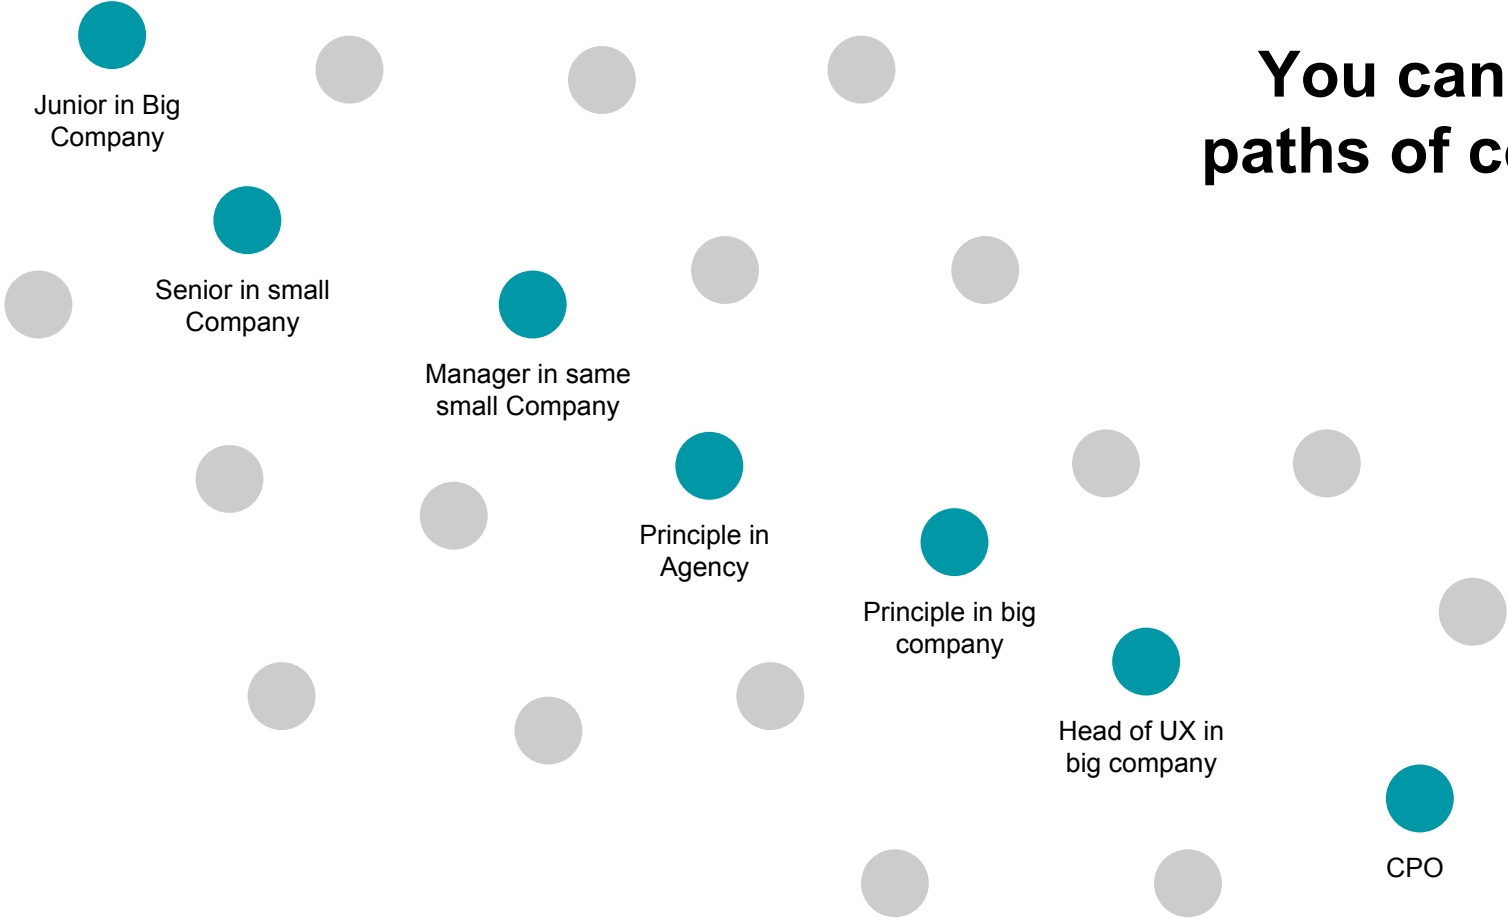 You can
paths of c
Junior in Big
Company
Senior in small
Company
Manager in same
small Company
Principle in
Agency
Principle in big
company
Head of UX in
big company
CPO